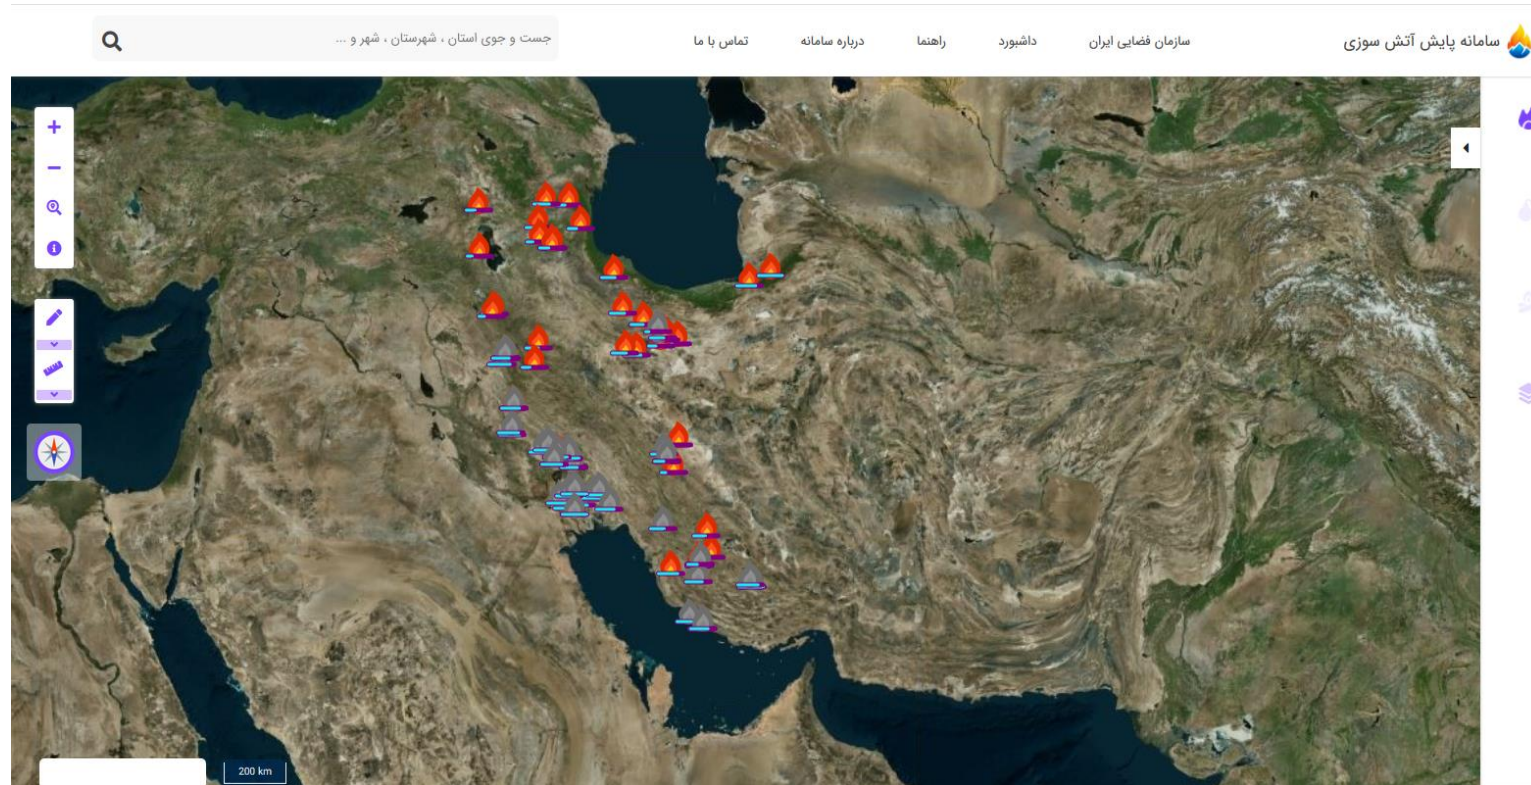 سامانه پایش آتش سوزی
سازمان فضایی ایران
داشبورد
راهنما
درباره سامانه
تماس با ما
جست و جوی استان ، شهرستان ، شهر و ...
200 km